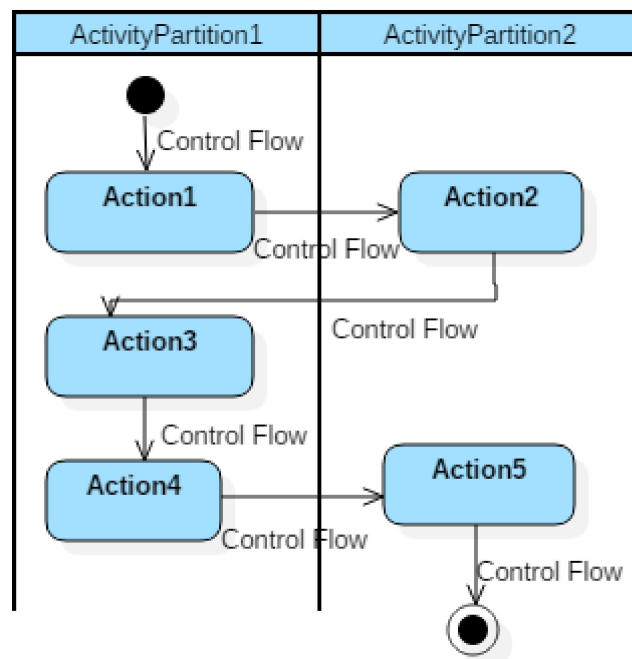 ActivityPartition1
ActivityPartition2
Control Flow
Action1
Action2
Control Flow
Control Flow
Action3
Control Flow
Action4
Action5
Control Flow
Control Flow